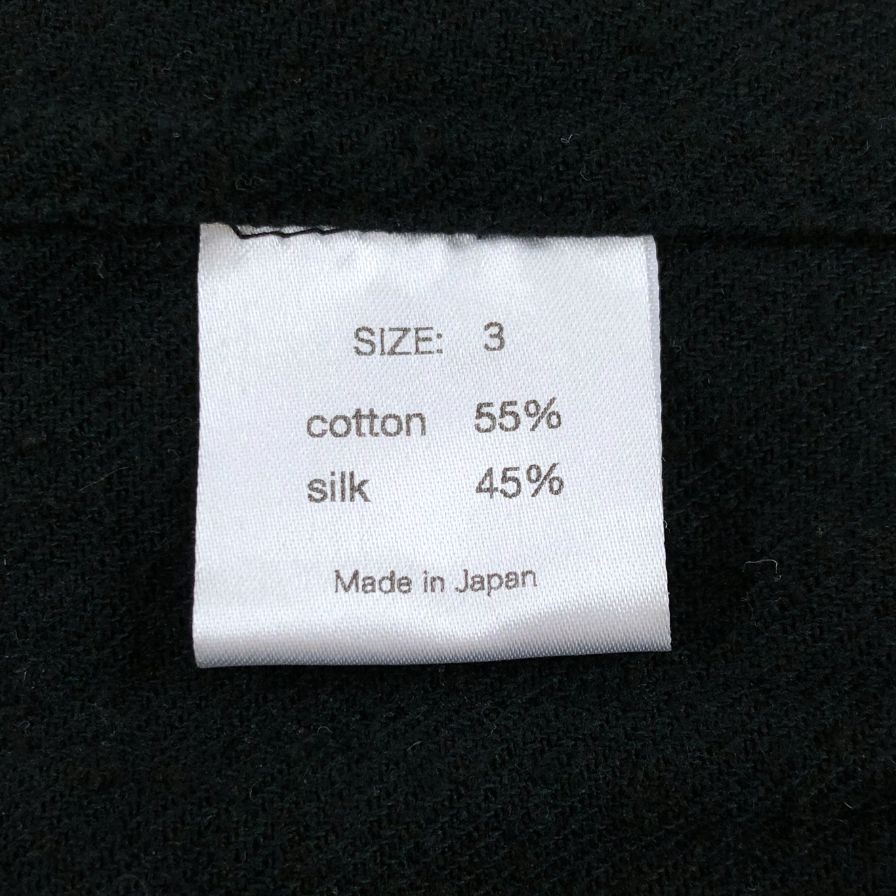 SIZE: 3
cotton 55%
silk 45%
Made in Japan